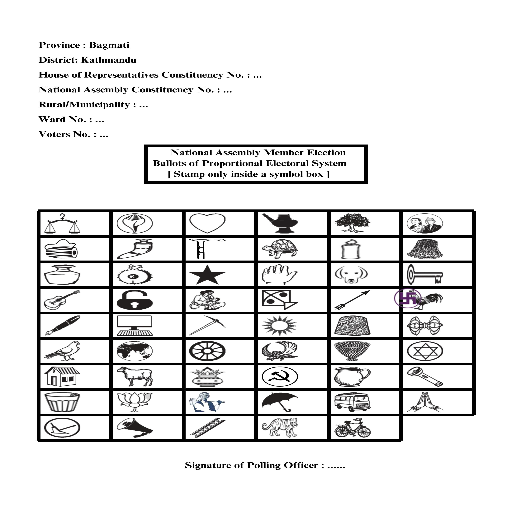 Province : Bagmati
District: Kathmandu
House of Representatives Constituency No. : ...
National Assembly Constituency No. : ...
Rural/Municipality : ...
Ward No. : ...
Voters No. : ...
National Assembly Member Election
Ballots of Proportional Electoral System
[ Stamp only inside a symbol box ]
Signature of Polling Officer : ......